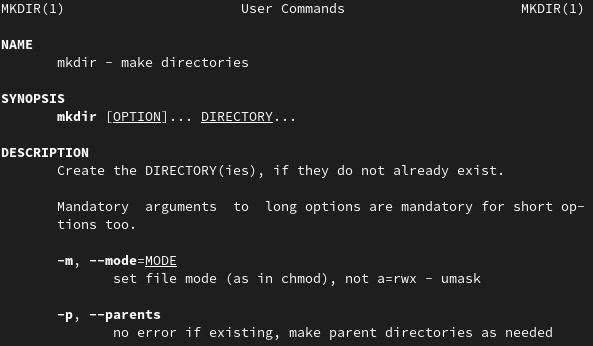 MKDIR(1) User Commands MKDIR(1)
NAME
mkdir - make directories
SYNOPSIS
mkdir [OPTION]... DIRECTORY...
DESCRIPTION
Create the DIRECTORY(ies), if they do not already exist.
Mandatory arguments to long options are mandatory for short op-
tions too.
-m, --mode=MODE
set file mode (as in chmod), not a=rwx - umask
-p, --parents
no error if existing, make parent directories as needed